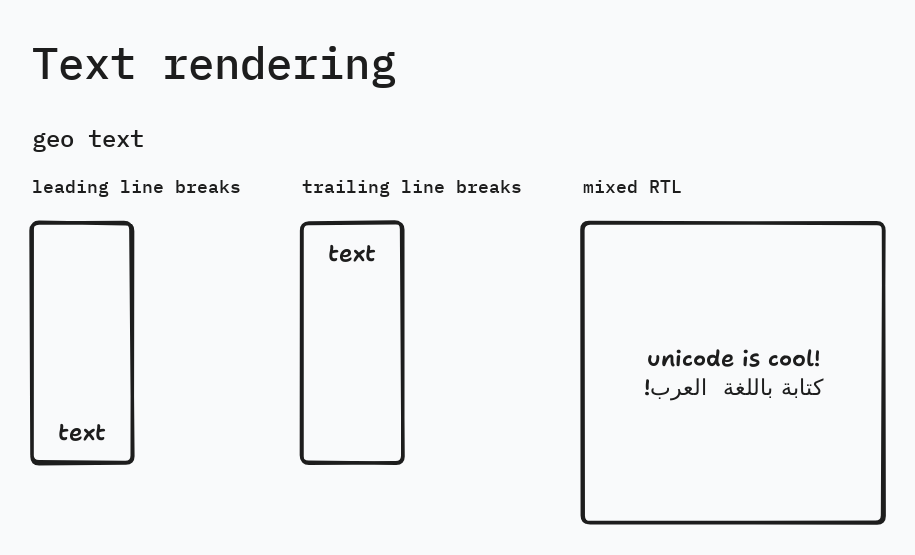 Text rendering
geo text
leading line breaks
trailing line breaks
mixed RTL
text
text
unicode is cool!
كتابة باللغة  العرب!